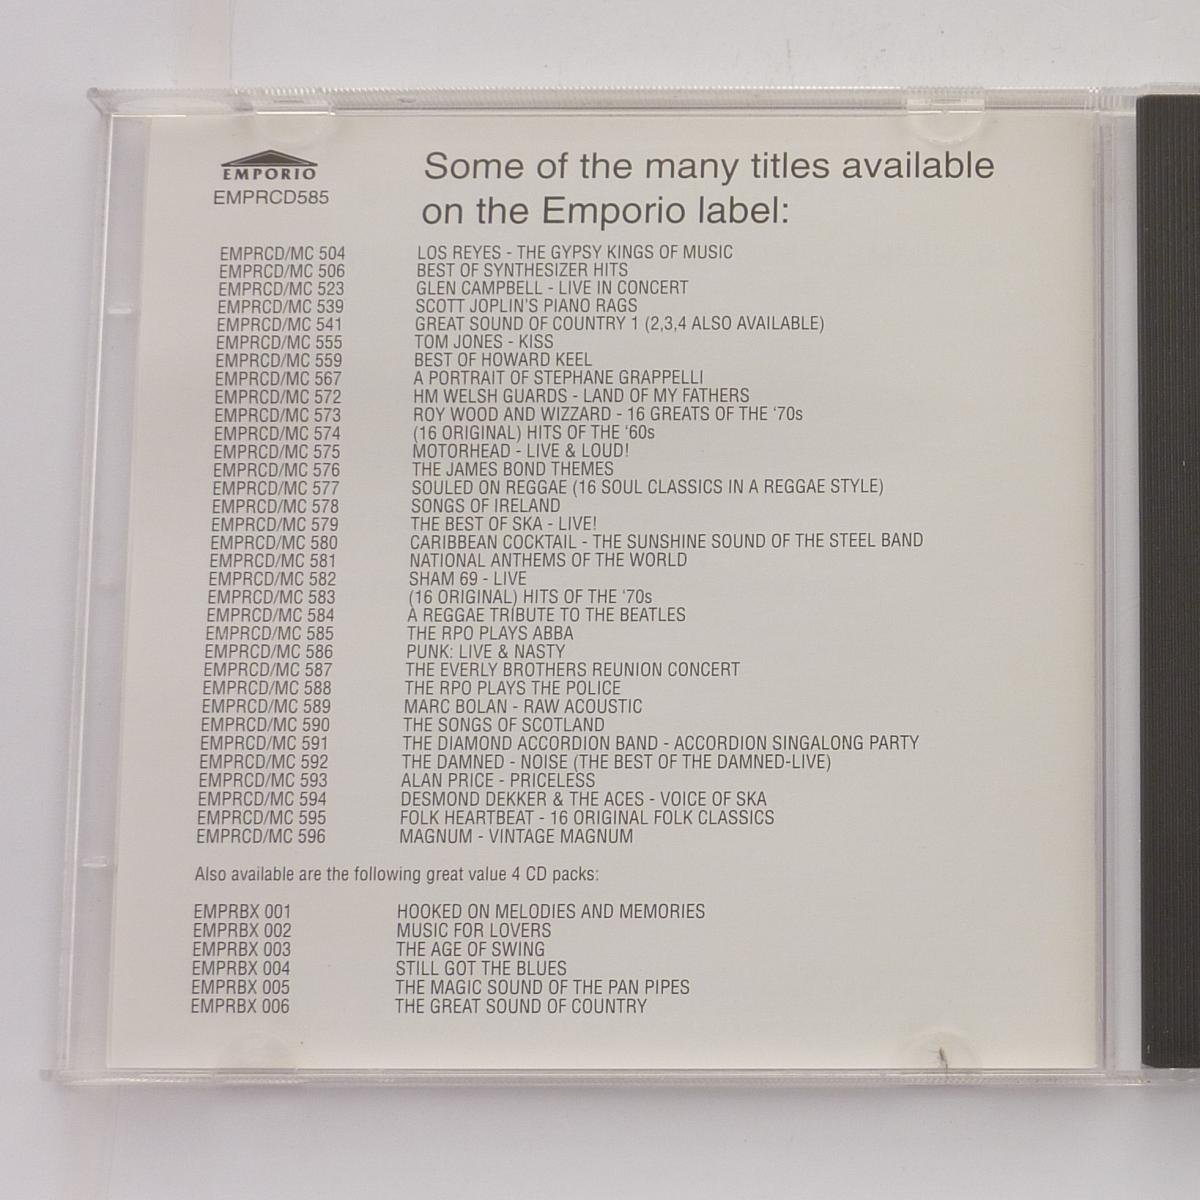 EMPORIO
EMPRCD585
Some of the many titles available
on the Emporio label:
EMPRCD/MC 504 LOS REYES - THE GYPSY KINGS OF MUSIC
EMPRCD/MC 506 BEST OF SYNTHESIZER HITS
EMPRCD/MC 523 GLEN CAMPBELL - LIVE IN CONCERT
EMPRCD/MC 539 SCOTT JOPLIN'S PIANO RAGS
EMPRCD/MC 541 GREAT SOUND OF COUNTRY 1 (2,3,4 ALSO AVAILABLE)
EMPRCD/MC 555 TOM JONES - KISS
EMPRCD/MC 559 BEST OF HOWARD KEEL
EMPRCD/MC 567 A PORTRAIT OF STEPHANE GRAPPELLI
EMPRCD/MC 572 HM WELSH GUARDS - LAND OF MY FATHERS
EMPRCD/MC 573 ROY WOOD AND WIZZARD - 16 GREATS OF THE '70s
EMPRCD/MC 574 (16 ORIGINAL) HITS OF THE '60s
EMPRCD/MC 575 MOTORHEAD - LIVE & LOUD!
EMPRCD/MC 576 THE JAMES BOND THEMES
EMPRCD/MC 577 SOULED ON REGGAE (16 SOUL CLASSICS IN A REGGAE STYLE)
EMPRCD/MC 578 SONGS OF IRELAND
EMPRCD/MC 579 THE BEST OF SKA - LIVE!
EMPRCD/MC 580 CARIBBEAN COCKTAIL - THE SUNSHINE SOUND OF THE STEEL BAND
EMPRCD/MC 581 NATIONAL ANTHEMS OF THE WORLD
EMPRCD/MC 582 SHAM 69 - LIVE
EMPRCD/MC 583 (16 ORIGINAL) HITS OF THE '70s
EMPRCD/MC 584 A REGGAE TRIBUTE TO THE BEATLES
EMPRCD/MC 585 THE RPO PLAYS ABBA
EMPRCD/MC 586 PUNK: LIVE & NASTY
EMPRCD/MC 587 THE EVERLY BROTHERS REUNION CONCERT
EMPRCD/MC 588 THE RPO PLAYS THE POLICE
EMPRCD/MC 589 MARC BOLAN - RAW ACOUSTIC
EMPRCD/MC 590 THE SONGS OF SCOTLAND
EMPRCD/MC 591 THE DIAMOND ACCORDION BAND - ACCORDION SINGALONG PARTY
EMPRCD/MC 592 THE DAMNED - NOISE (THE BEST OF THE DAMNED-LIVE)
EMPRCD/MC 593 ALAN PRICE - PRICELESS
EMPRCD/MC 594 DESMOND DEKKER & THE ACES - VOICE OF SKA
EMPRCD/MC 595 FOLK HEARTBEAT - 16 ORIGINAL FOLK CLASSICS
EMPRCD/MC 596 MAGNUM - VINTAGE MAGNUM
Also available are the following great value 4 CD packs:
EMPRBX 001 HOOKED ON MELODIES AND MEMORIES
EMPRBX 002 MUSIC FOR LOVERS
EMPRBX 003 THE AGE OF SWING
EMPRBX 004 STILL GOT THE BLUES
EMPRBX 005 THE MAGIC SOUND OF THE PAN PIPES
EMPRBX 006 THE GREAT SOUND OF COUNTRY